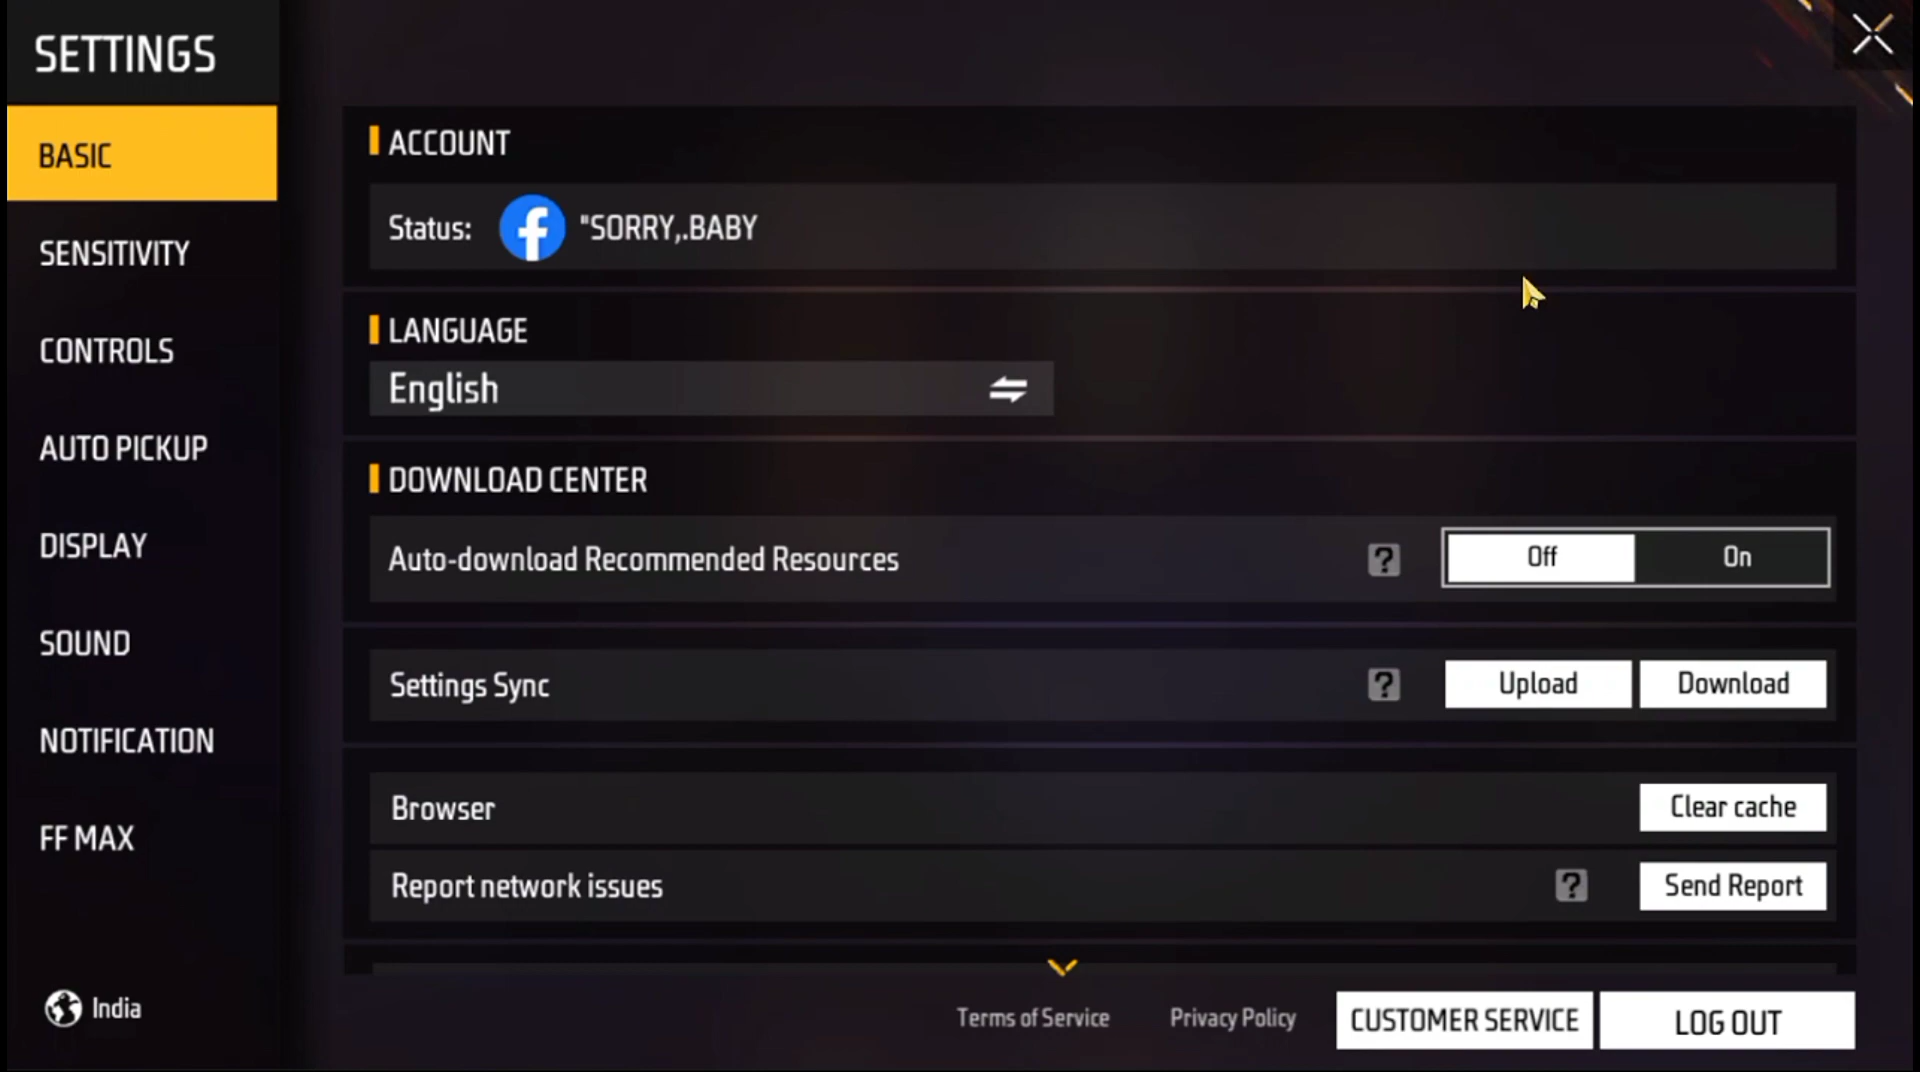 SETTINGS
BASIC
SENSITIVITY
CONTROLS
AUTO PICKUP
DISPLAY
SOUND
NOTIFICATION
FF MAX
India
ACCOUNT
Status: "SORRY,.BABY
LANGUAGE
English
DOWNLOAD CENTER
Auto-download Recommended Resources ? Off On
Settings Sync ? Upload Download
Browser Clear cache
Report network issues ? Send Report
Terms of Service Privacy Policy CUSTOMER SERVICE LOG OUT